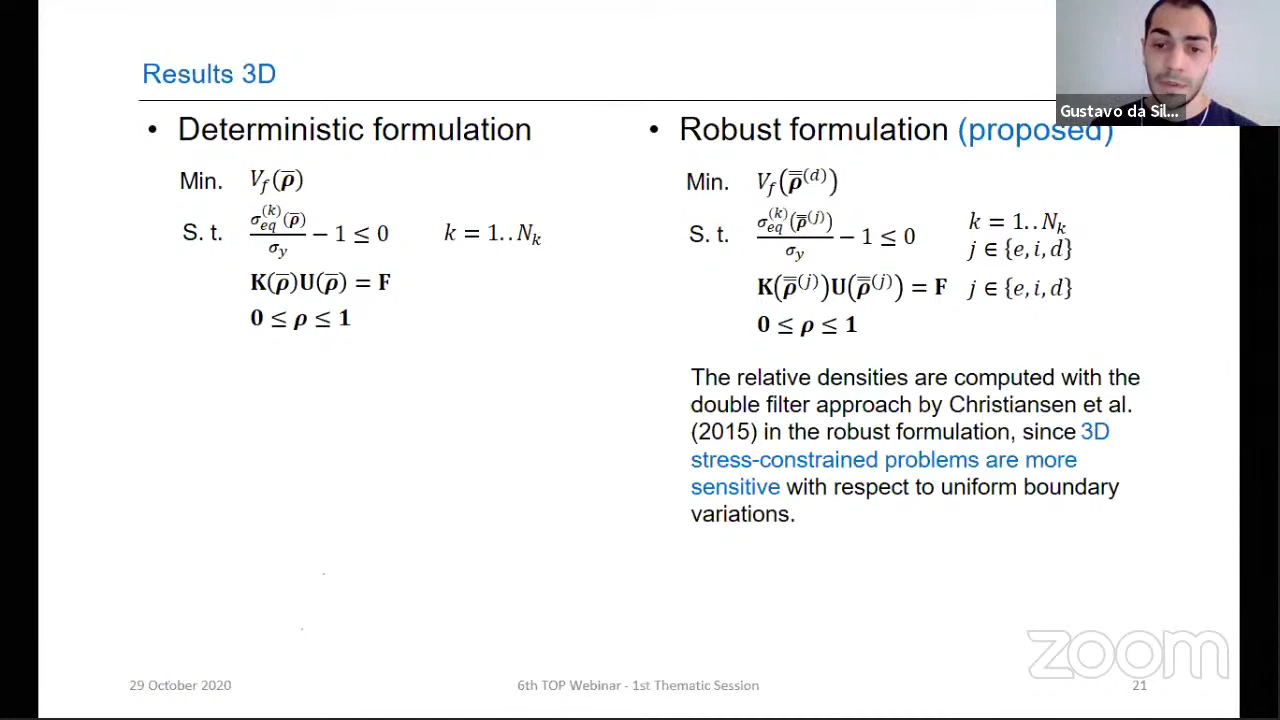 Results 3D
Gustavo da Sil...
• Deterministic formulation
Min. V_f(ρ̅)
S. t. σ_eq^(k)(ρ̅)/σ_y − 1 ≤ 0 k = 1..N_k
K(ρ̅)U(ρ̅) = F
0 ≤ ρ ≤ 1
• Robust formulation (proposed)
Min. V_f(ρ̿^(d))
S. t. σ_eq^(k)(ρ̿^(j))/σ_y − 1 ≤ 0 k = 1..N_k
j ∈ {e, i, d}
K(ρ̿^(j))U(ρ̿^(j)) = F j ∈ {e, i, d}
0 ≤ ρ ≤ 1
The relative densities are computed with the
double filter approach by Christiansen et al.
(2015) in the robust formulation, since 3D
stress-constrained problems are more
sensitive with respect to uniform boundary
variations.
zoom
29 October 2020
6th TOP Webinar - 1st Thematic Session
21